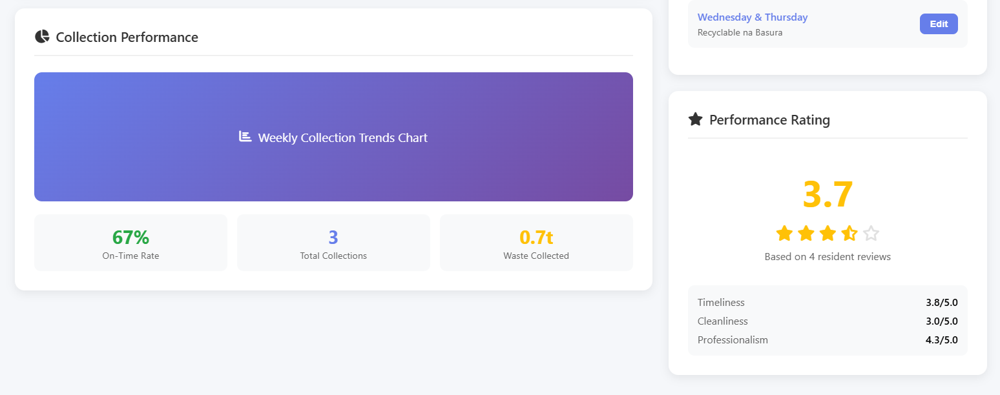 Collection Performance
Weekly Collection Trends Chart
67%
On-Time Rate
3
Total Collections
0.7t
Waste Collected
Wednesday & Thursday
Recyclable na Basura
Edit
Performance Rating
3.7
Based on 4 resident reviews
Timeliness 3.8/5.0
Cleanliness 3.0/5.0
Professionalism 4.3/5.0